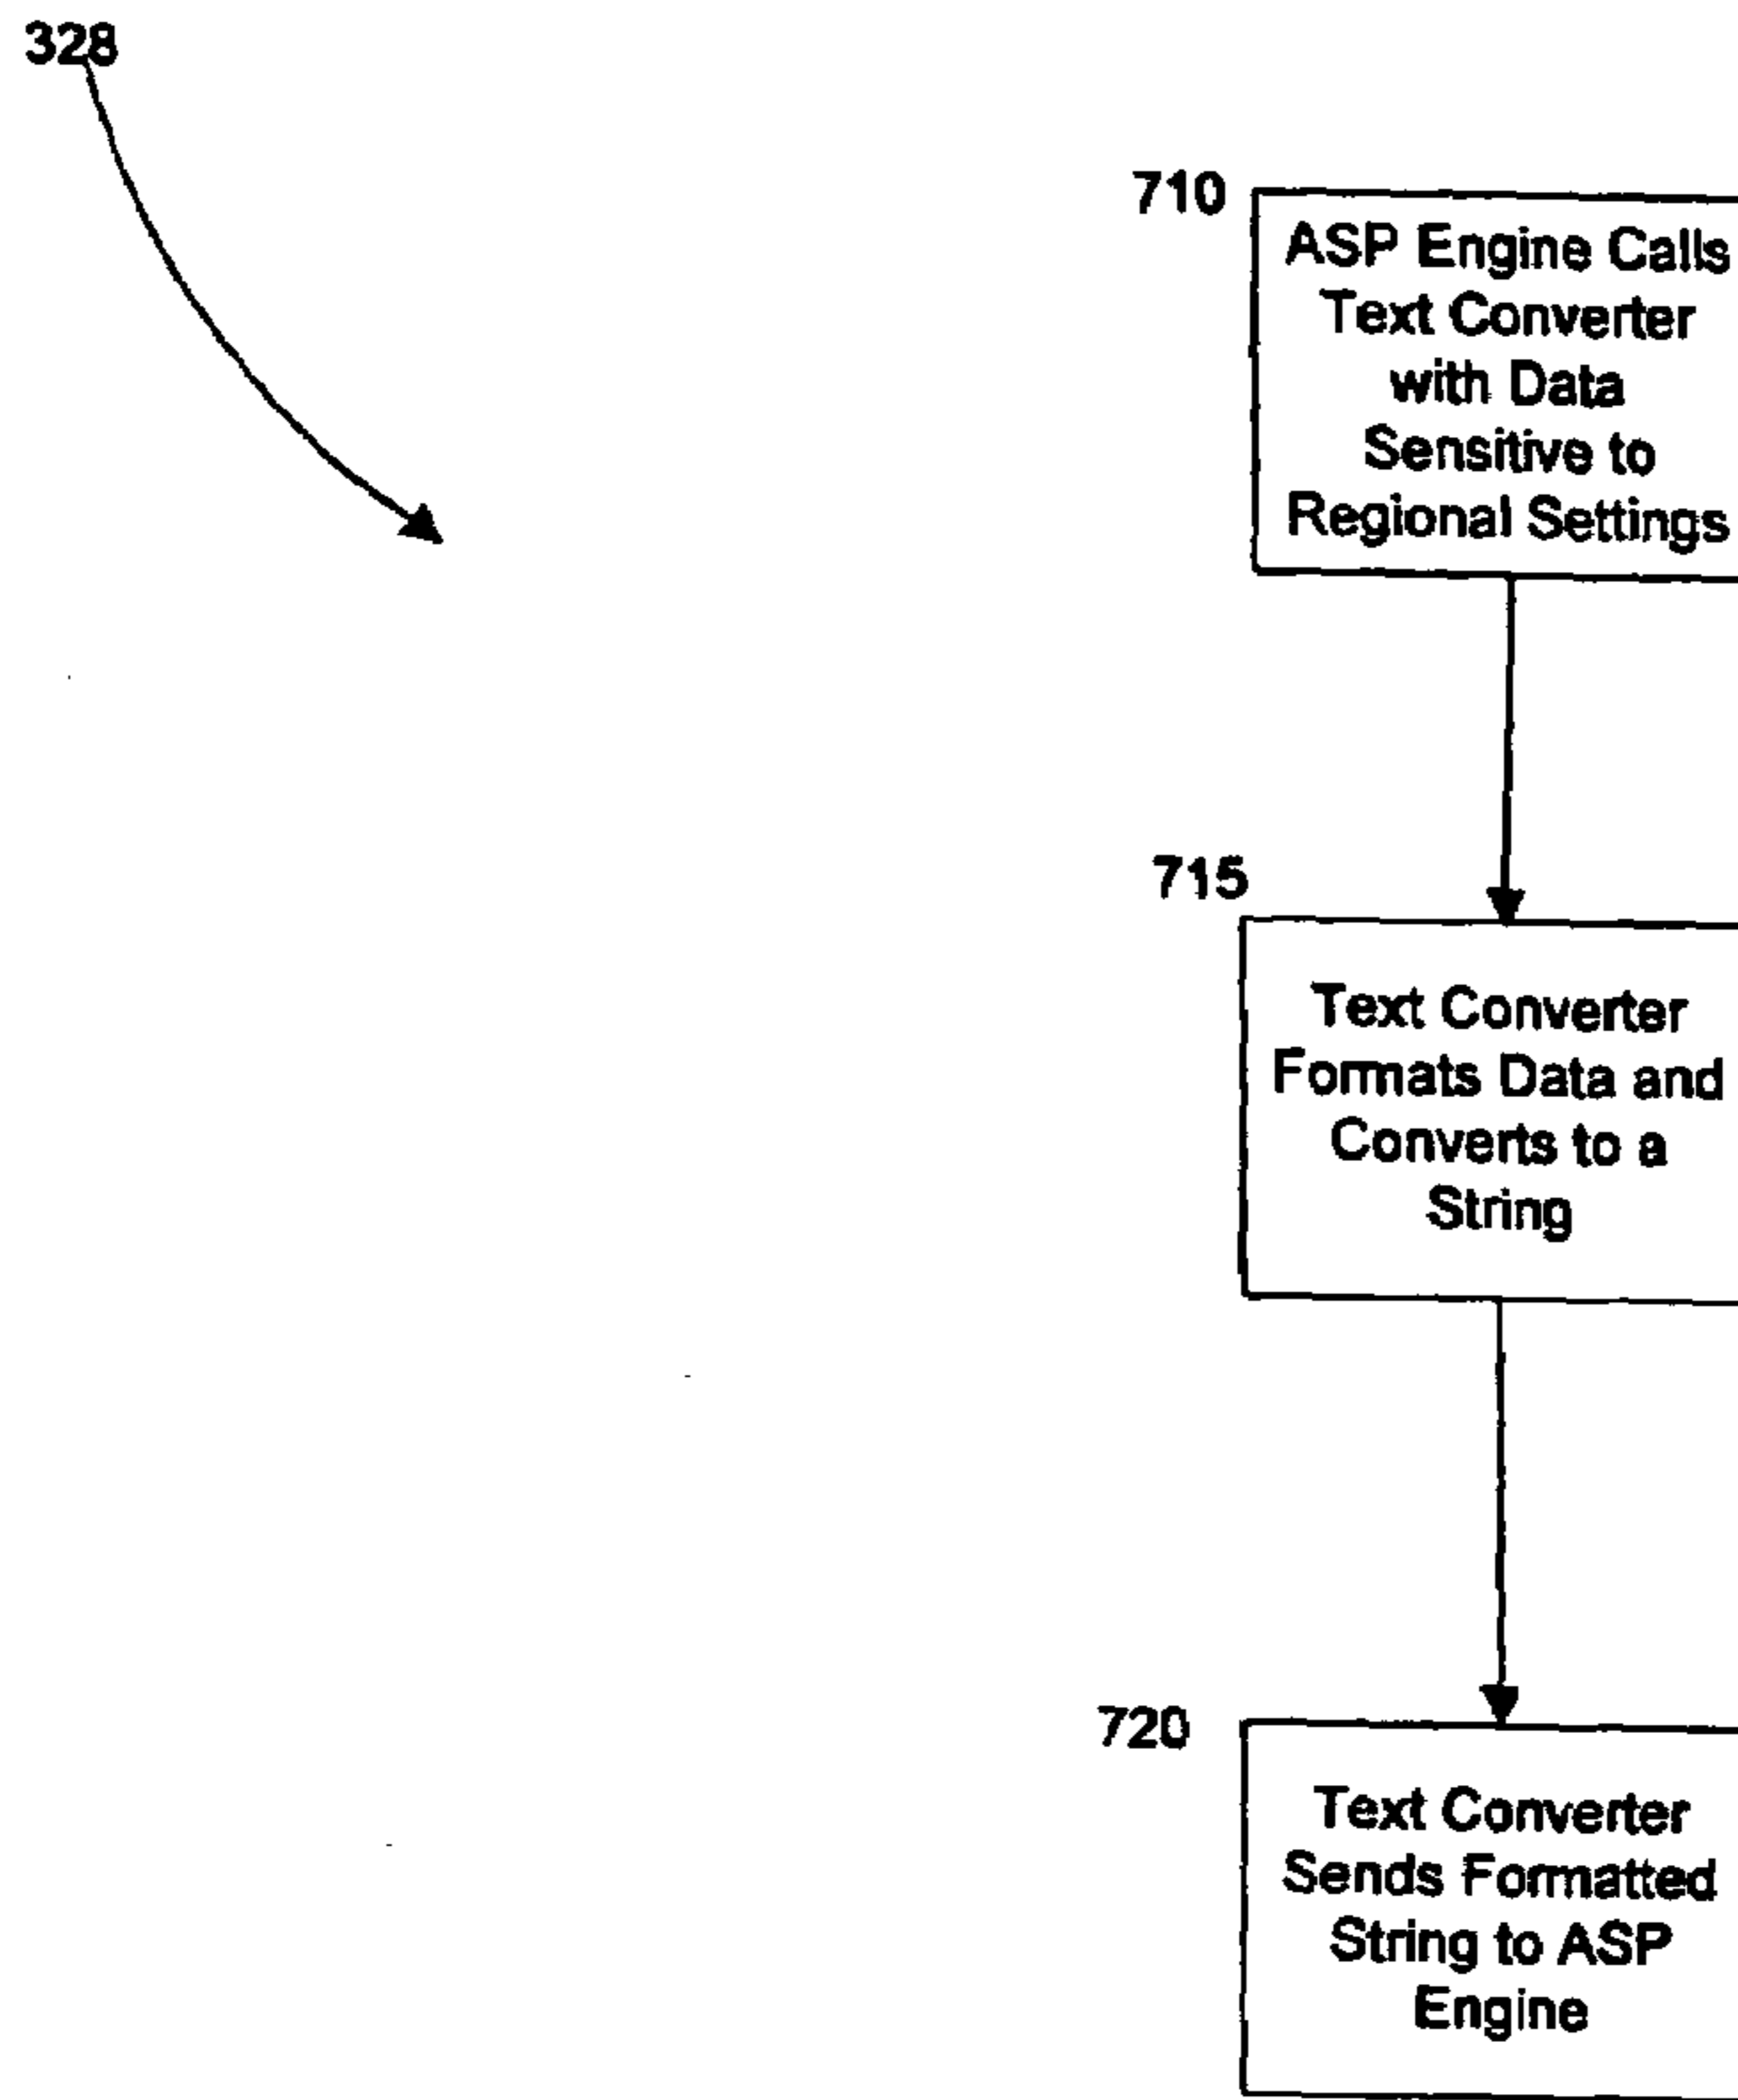 328
710
ASP Engine Calls
Text Converter
with Data
Sensitive to
Regional Settings
715
Text Converter
Formats Data and
Converts to a
String
720
Text Converter
Sends Formatted
String to ASP
Engine